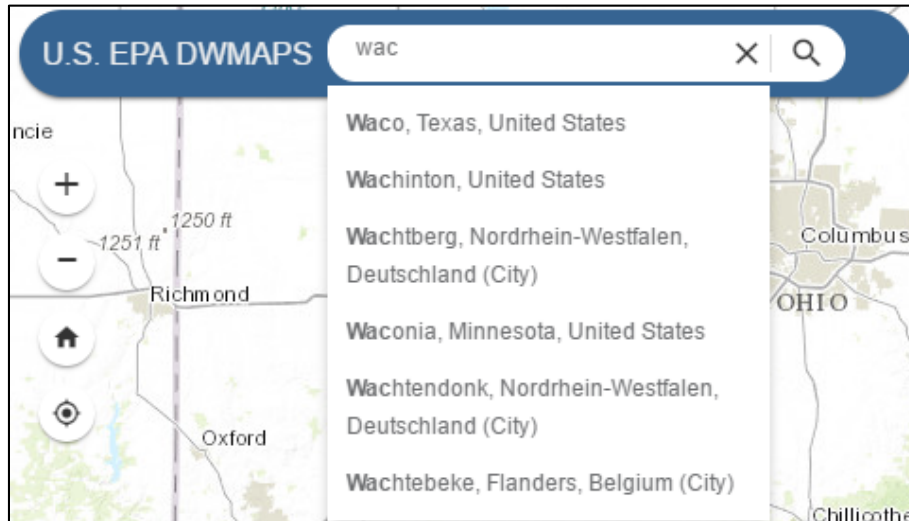 U.S. EPA DWMAPS
wac
Waco, Texas, United States
Wachinton, United States
Wachtberg, Nordrhein-Westfalen,
Deutschland (City)
Waconia, Minnesota, United States
Wachtendonk, Nordrhein-Westfalen,
Deutschland (City)
Wachtebeke, Flanders, Belgium (City)
ncie
1250 ft
1251 ft
Richmond
Oxford
Columbus
OHIO
Chillicothe